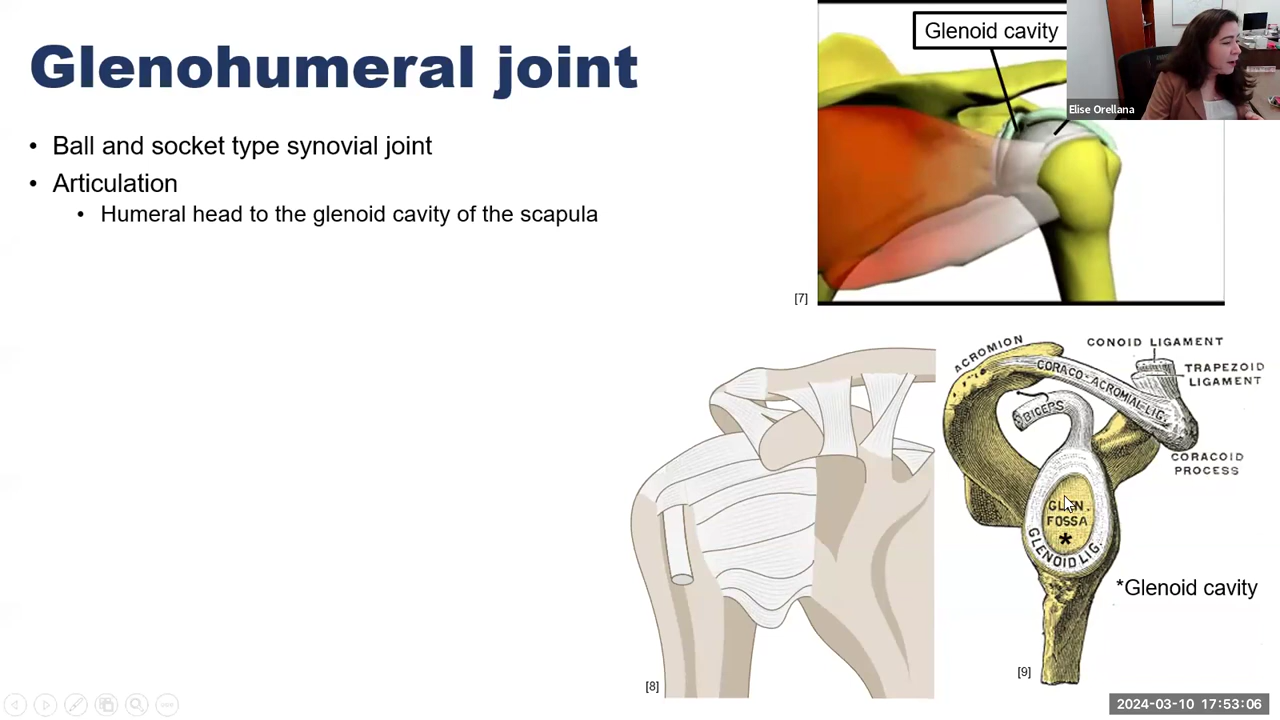 Glenohumeral joint
• Ball and socket type synovial joint
• Articulation
• Humeral head to the glenoid cavity of the scapula
Glenoid cavity
Elise Orellana
[7]
[8]
ACROMION
CONOID LIGAMENT
TRAPEZOID
LIGAMENT
CORACO-ACROMIAL LIG.
BICEPS
CORACOID
PROCESS
GLEN.
FOSSA
*
GLENOID LIG.
*Glenoid cavity
[9]
2024-03-10 17:53:06